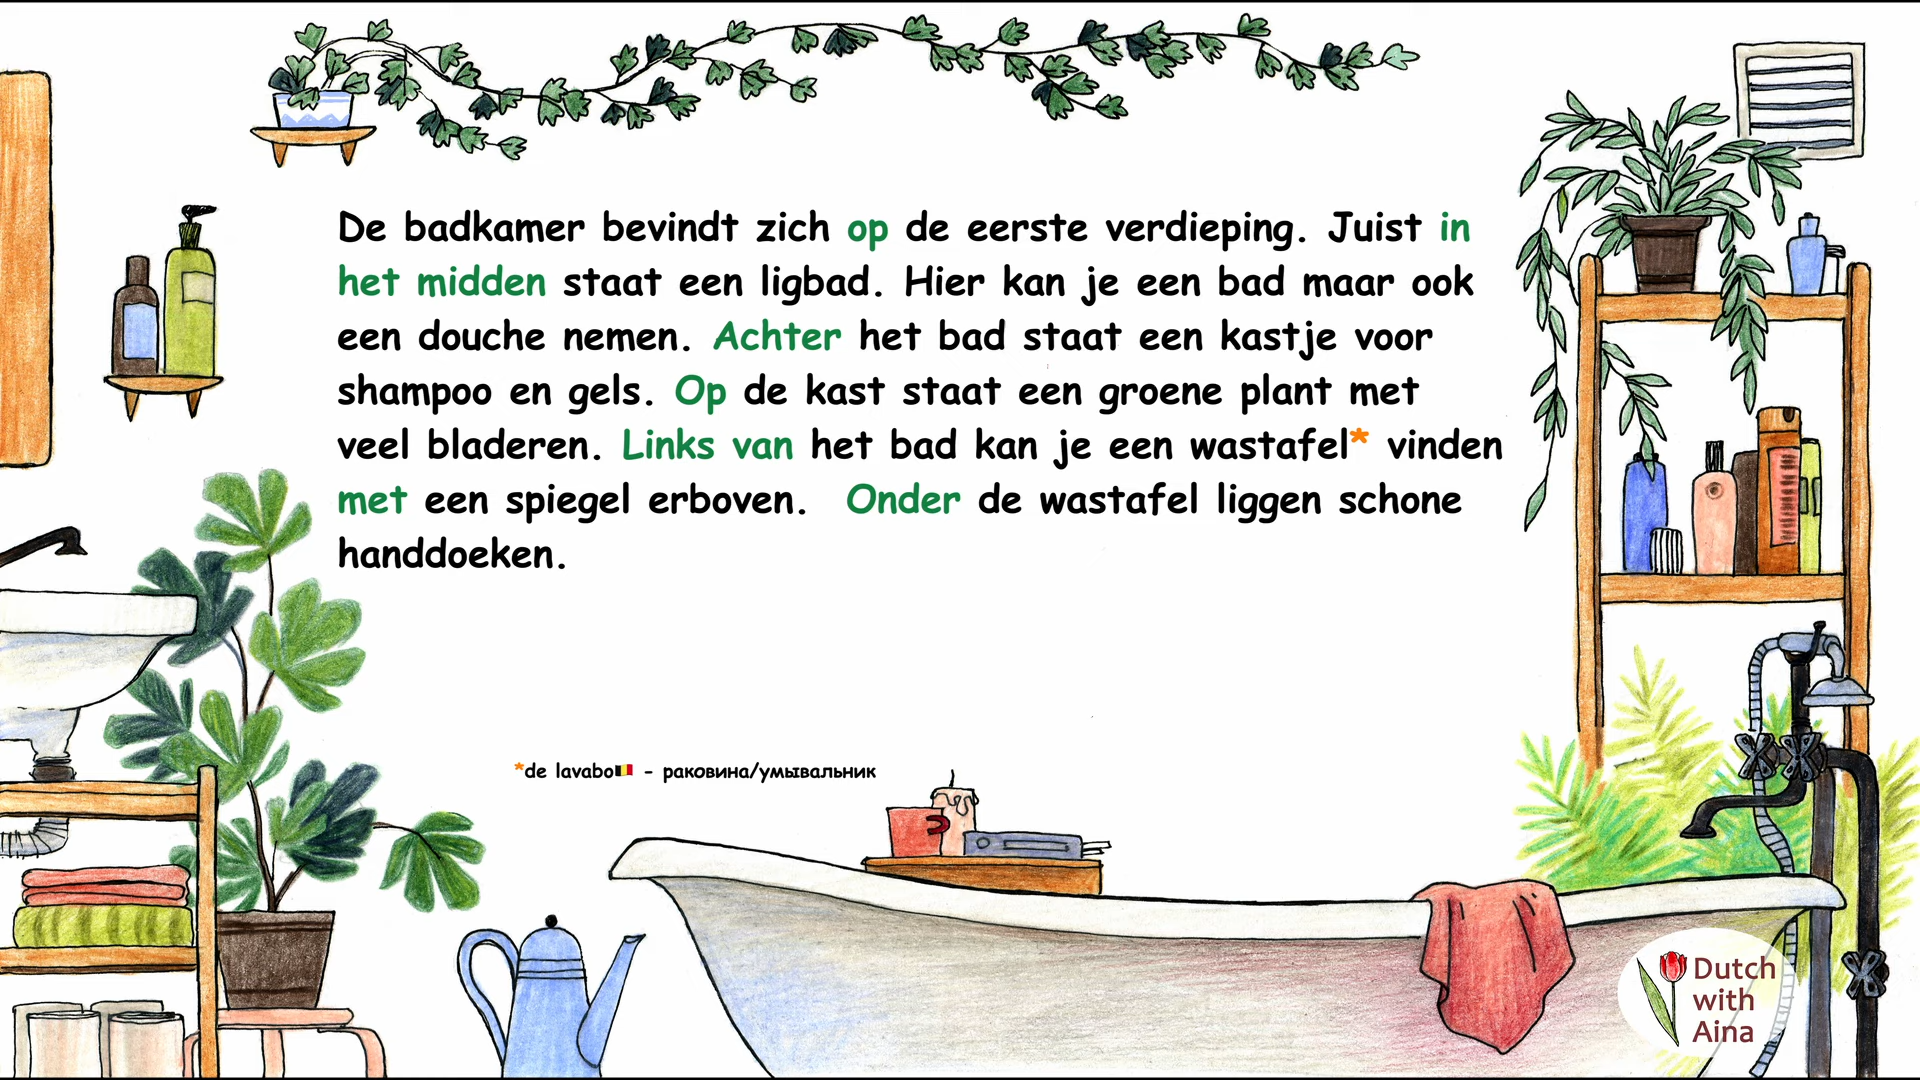 De badkamer bevindt zich op de eerste verdieping. Juist in
het midden staat een ligbad. Hier kan je een bad maar ook
een douche nemen. Achter het bad staat een kastje voor
shampoo en gels. Op de kast staat een groene plant met
veel bladeren. Links van het bad kan je een wastafel* vinden
met een spiegel erboven. Onder de wastafel liggen schone
handdoeken.
*de lavabo🇧🇪 - раковина/умывальник
Dutch
with
Aina